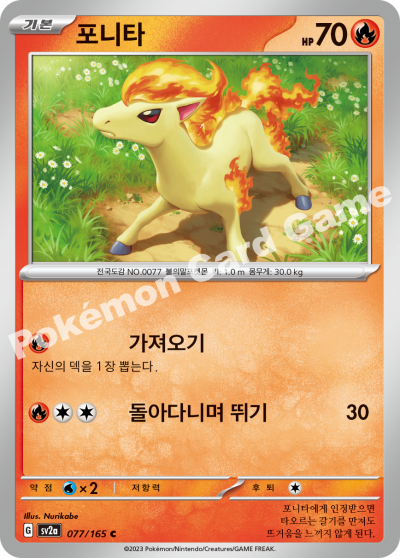 기본 포니타 HP 70
전국도감 NO.0077 불의말포켓몬 키: 1.0 m 몸무게: 30.0 kg
Pokémon Card Game
가져오기
자신의 덱을 1장 뽑는다.
돌아다니며 뛰기 30
약점 ×2 저항력 후퇴
Illus. Nurikabe
G sv2a 077/165 C
포니타에게 인정받으면
타오르는 갈기를 만져도
뜨거움을 느끼지 않게 된다.
©2023 Pokémon/Nintendo/Creatures/GAME FREAK.